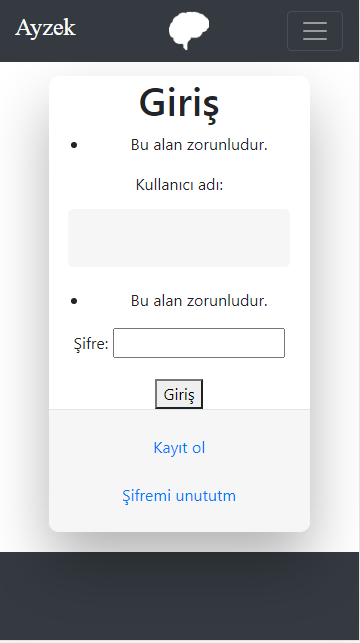 Ayzek
Giriş
Bu alan zorunludur.
Kullanıcı adı:
Bu alan zorunludur.
Şifre:
Giriş
Kayıt ol
Şifremi unututm